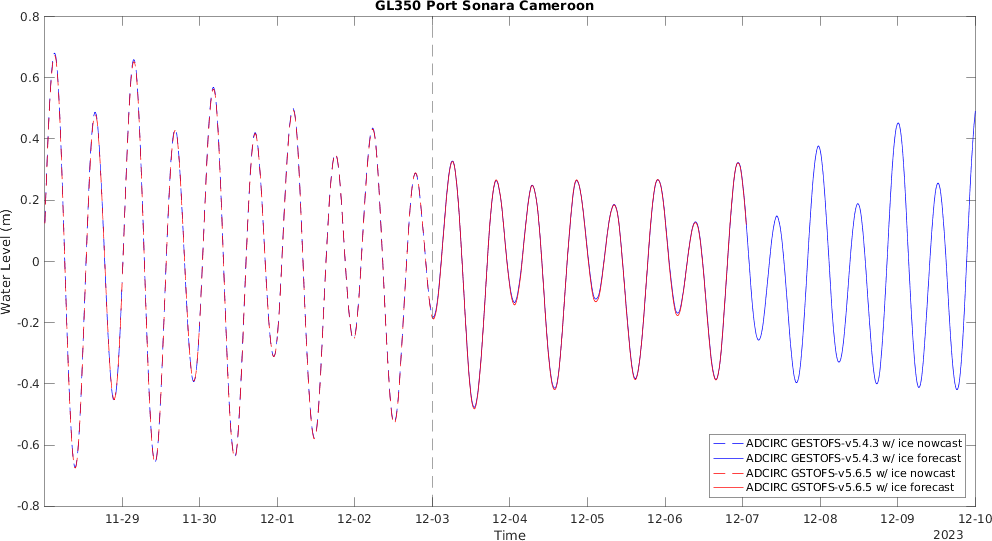 GL350 Port Sonara Cameroon
0.8
0.6
0.4
0.2
0
-0.2
-0.4
-0.6
-0.8
Water Level (m)
ADCIRC GESTOFS-v5.4.3 w/ ice nowcast
ADCIRC GESTOFS-v5.4.3 w/ ice forecast
ADCIRC GSTOFS-v5.6.5 w/ ice nowcast
ADCIRC GSTOFS-v5.6.5 w/ ice forecast
11-29 11-30 12-01 12-02 12-03 12-04 12-05 12-06 12-07 12-08 12-09 12-10
Time
2023